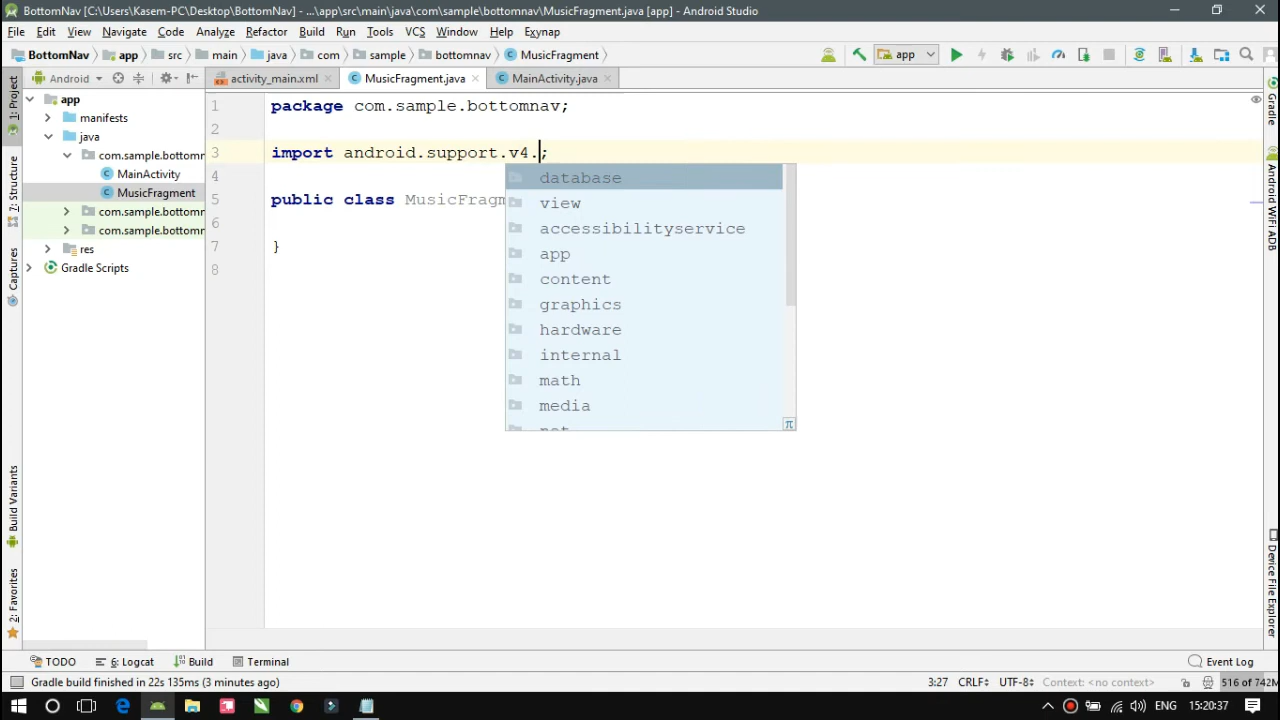 BottomNav [C:\Users\Kasem-PC\Desktop\BottomNav] - ...\app\src\main\java\com\sample\bottomnav\MusicFragment.java [app] - Android Studio
File Edit View Navigate Code Analyze Refactor Build Run Tools VCS Window Help Exynap
BottomNav app src main java com sample bottomnav MusicFragment app
Android activity_main.xml MusicFragment.java MainActivity.java
1: Project
7: Structure
Captures
Build Variants
2: Favorites
app
manifests
java
com.sample.bottomn
MainActivity
MusicFragment
com.sample.bottomn
com.sample.bottomn
res
Gradle Scripts
1 package com.sample.bottomnav;
2
3 import android.support.v4.;
4
5 public class MusicFragm
6
7 }
8
database
view
accessibilityservice
app
content
graphics
hardware
internal
math
media
π
Gradle
Android WiFi ADB
Device File Explorer
TODO 6: Logcat Build Terminal Event Log
Gradle build finished in 22s 135ms (3 minutes ago) 3:27 CRLF UTF-8 Context: <no context> 516 of 742M
ENG 15:20:37